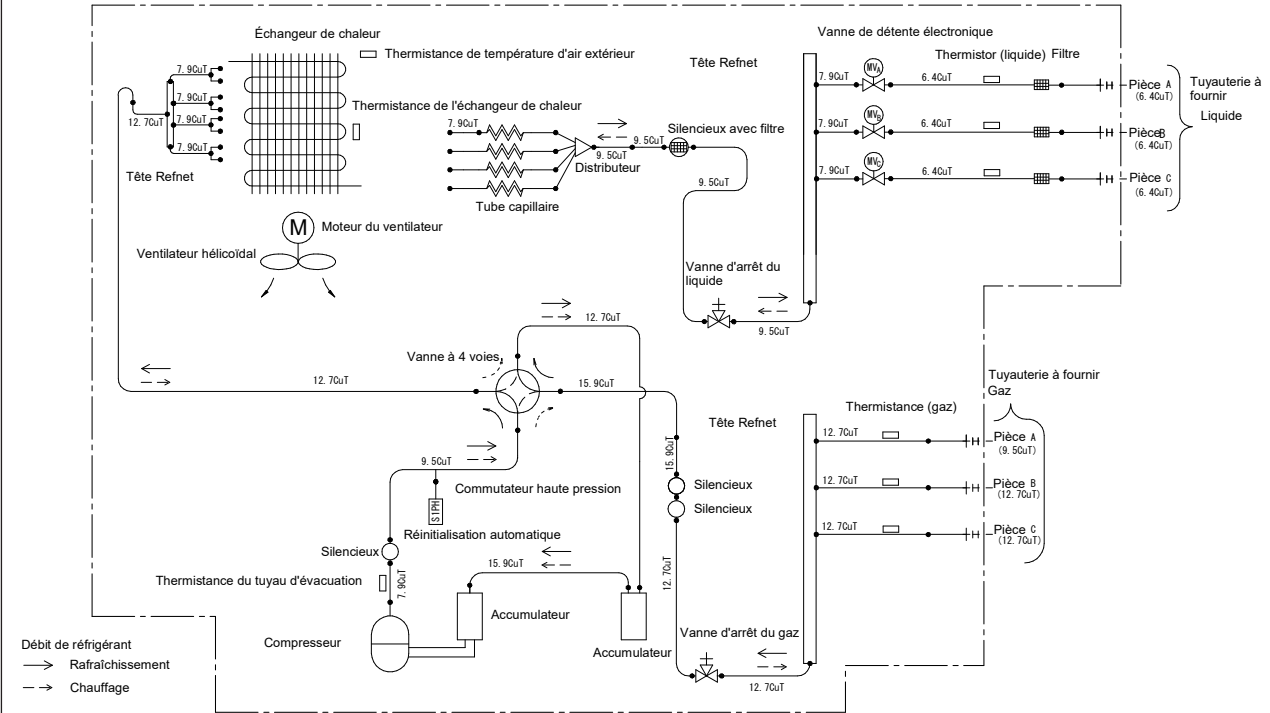 Échangeur de chaleur
Thermistance de température d'air extérieur
7.9CuT
7.9CuT
7.9CuT
7.9CuT
12.7CuT
Tête Refnet
Thermistance de l'échangeur de chaleur
7.9CuT
Tube capillaire
Distributeur
9.5CuT
9.5CuT
Silencieux avec filtre
9.5CuT
M
Moteur du ventilateur
Ventilateur hélicoïdal
Vanne d'arrêt du
liquide
9.5CuT
Tête Refnet
Vanne de détente électronique
Thermistor (liquide)
Filtre
7.9CuT
MVA
6.4CuT
Pièce A
(6.4CuT)
7.9CuT
MVB
6.4CuT
PièceB
(6.4CuT)
7.9CuT
MVC
6.4CuT
Pièce C
(6.4CuT)
Tuyauterie à
fournir
Liquide
12.7CuT
Vanne à 4 voies
12.7CuT
15.9CuT
9.5CuT
Commutateur haute pression
S1PH
Réinitialisation automatique
Silencieux
Thermistance du tuyau d'évacuation
7.9CuT
Compresseur
15.9CuT
Accumulateur
Accumulateur
15.9CuT
Silencieux
Silencieux
12.7CuT
Vanne d'arrêt du gaz
12.7CuT
Tête Refnet
Thermistance (gaz)
Tuyauterie à fournir
Gaz
12.7CuT
Pièce A
(9.5CuT)
12.7CuT
Pièce B
(12.7CuT)
12.7CuT
Pièce C
(12.7CuT)
Débit de réfrigérant
Rafraîchissement
Chauffage